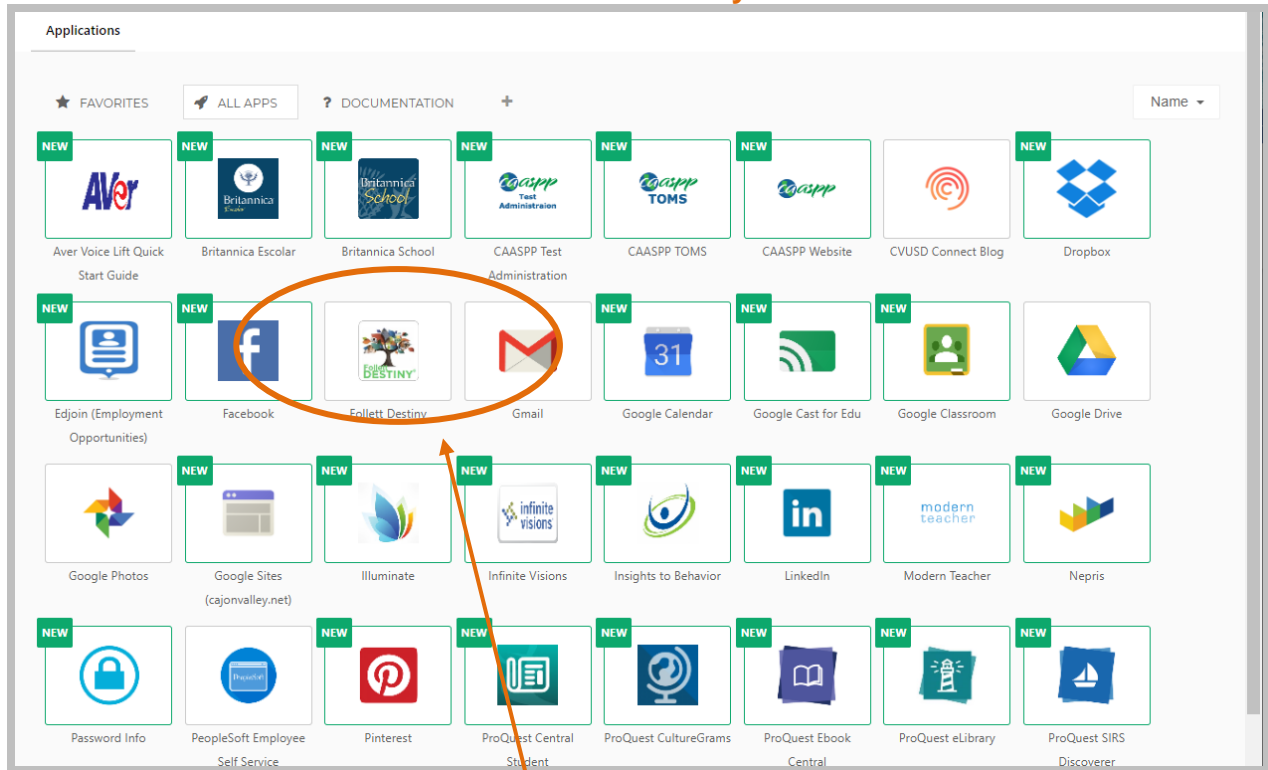 Applications
FAVORITES
ALL APPS
? DOCUMENTATION
+
Name
NEW
NEW
NEW
NEW
NEW
NEW
NEW
AVer
Britannica
Escolar
Britannica
School
caaspp
Test
Administraion
caaspp
TOMS
caaspp
Aver Voice Lift Quick
Start Guide
Britannica Escolar
Britannica School
CAASPP Test
Administration
CAASPP TOMS
CAASPP Website
CVUSD Connect Blog
Dropbox
NEW
NEW
NEW
NEW
NEW
f
Follett
DESTINY
31
Edjoin (Employment
Opportunities)
Facebook
Follett Destiny
Gmail
Google Calendar
Google Cast for Edu
Google Classroom
Google Drive
NEW
NEW
NEW
NEW
NEW
NEW
NEW
infinite
visions
in
modern
teacher
Google Photos
Google Sites
(cajonvalley.net)
Illuminate
Infinite Visions
Insights to Behavior
LinkedIn
Modern Teacher
Nepris
NEW
NEW
NEW
NEW
NEW
NEW
NEW
PeopleSoft
Password Info
PeopleSoft Employee
Self Service
Pinterest
ProQuest Central
Student
ProQuest CultureGrams
ProQuest Ebook
Central
ProQuest eLibrary
ProQuest SIRS
Discoverer